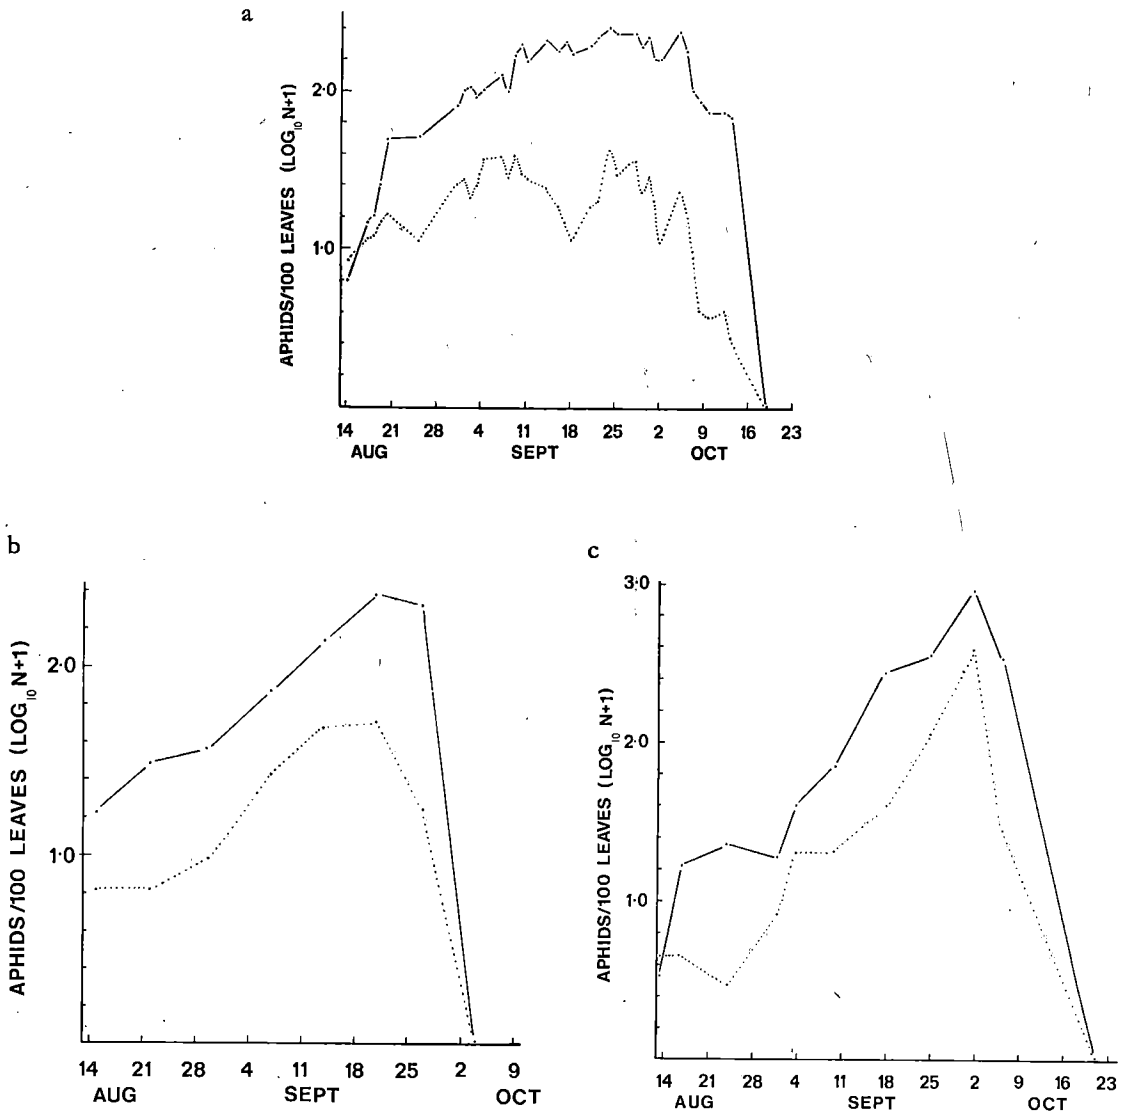 a
APHIDS/100 LEAVES (LOG10 N+1)
2·0
1·0
14 21 28 4 11 18 25 2 9 16 23
AUG SEPT OCT
b
APHIDS/100 LEAVES (LOG10 N+1)
2·0
1·0
14 21 28 4 11 18 25 2 9
AUG SEPT OCT
c
APHIDS/100 LEAVES (LOG10 N+1)
3·0
2·0
1·0
14 21 28 4 11 18 25 2 9 16 23
AUG SEPT OCT